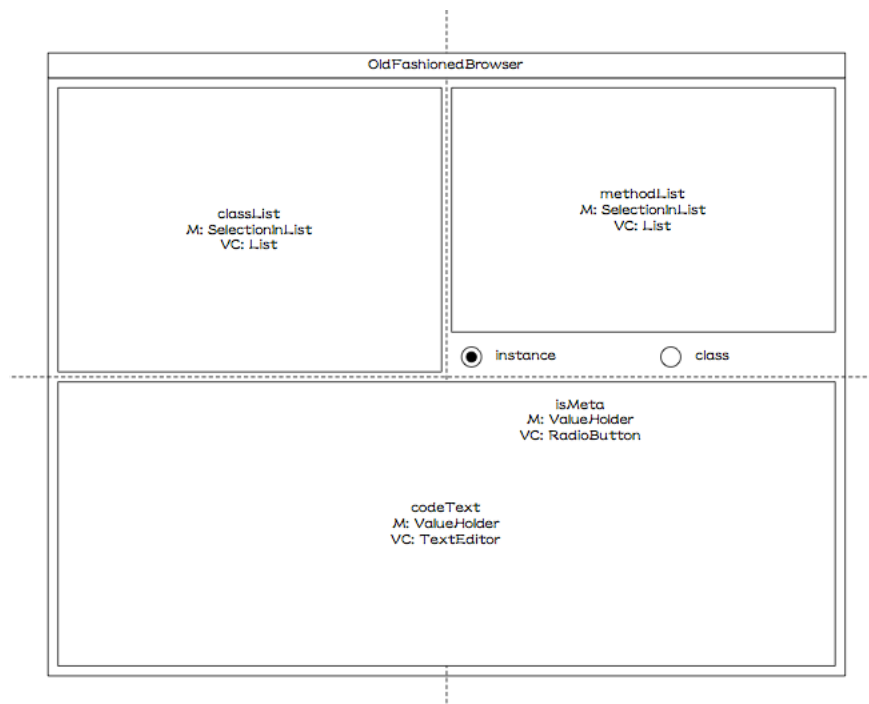 OldFashionedBrowser
classList
M: SelectionInList
VC: List
methodList
M: SelectionInList
VC: List
instance
class
isMeta
M: ValueHolder
VC: RadioButton
codeText
M: ValueHolder
VC: TextEditor